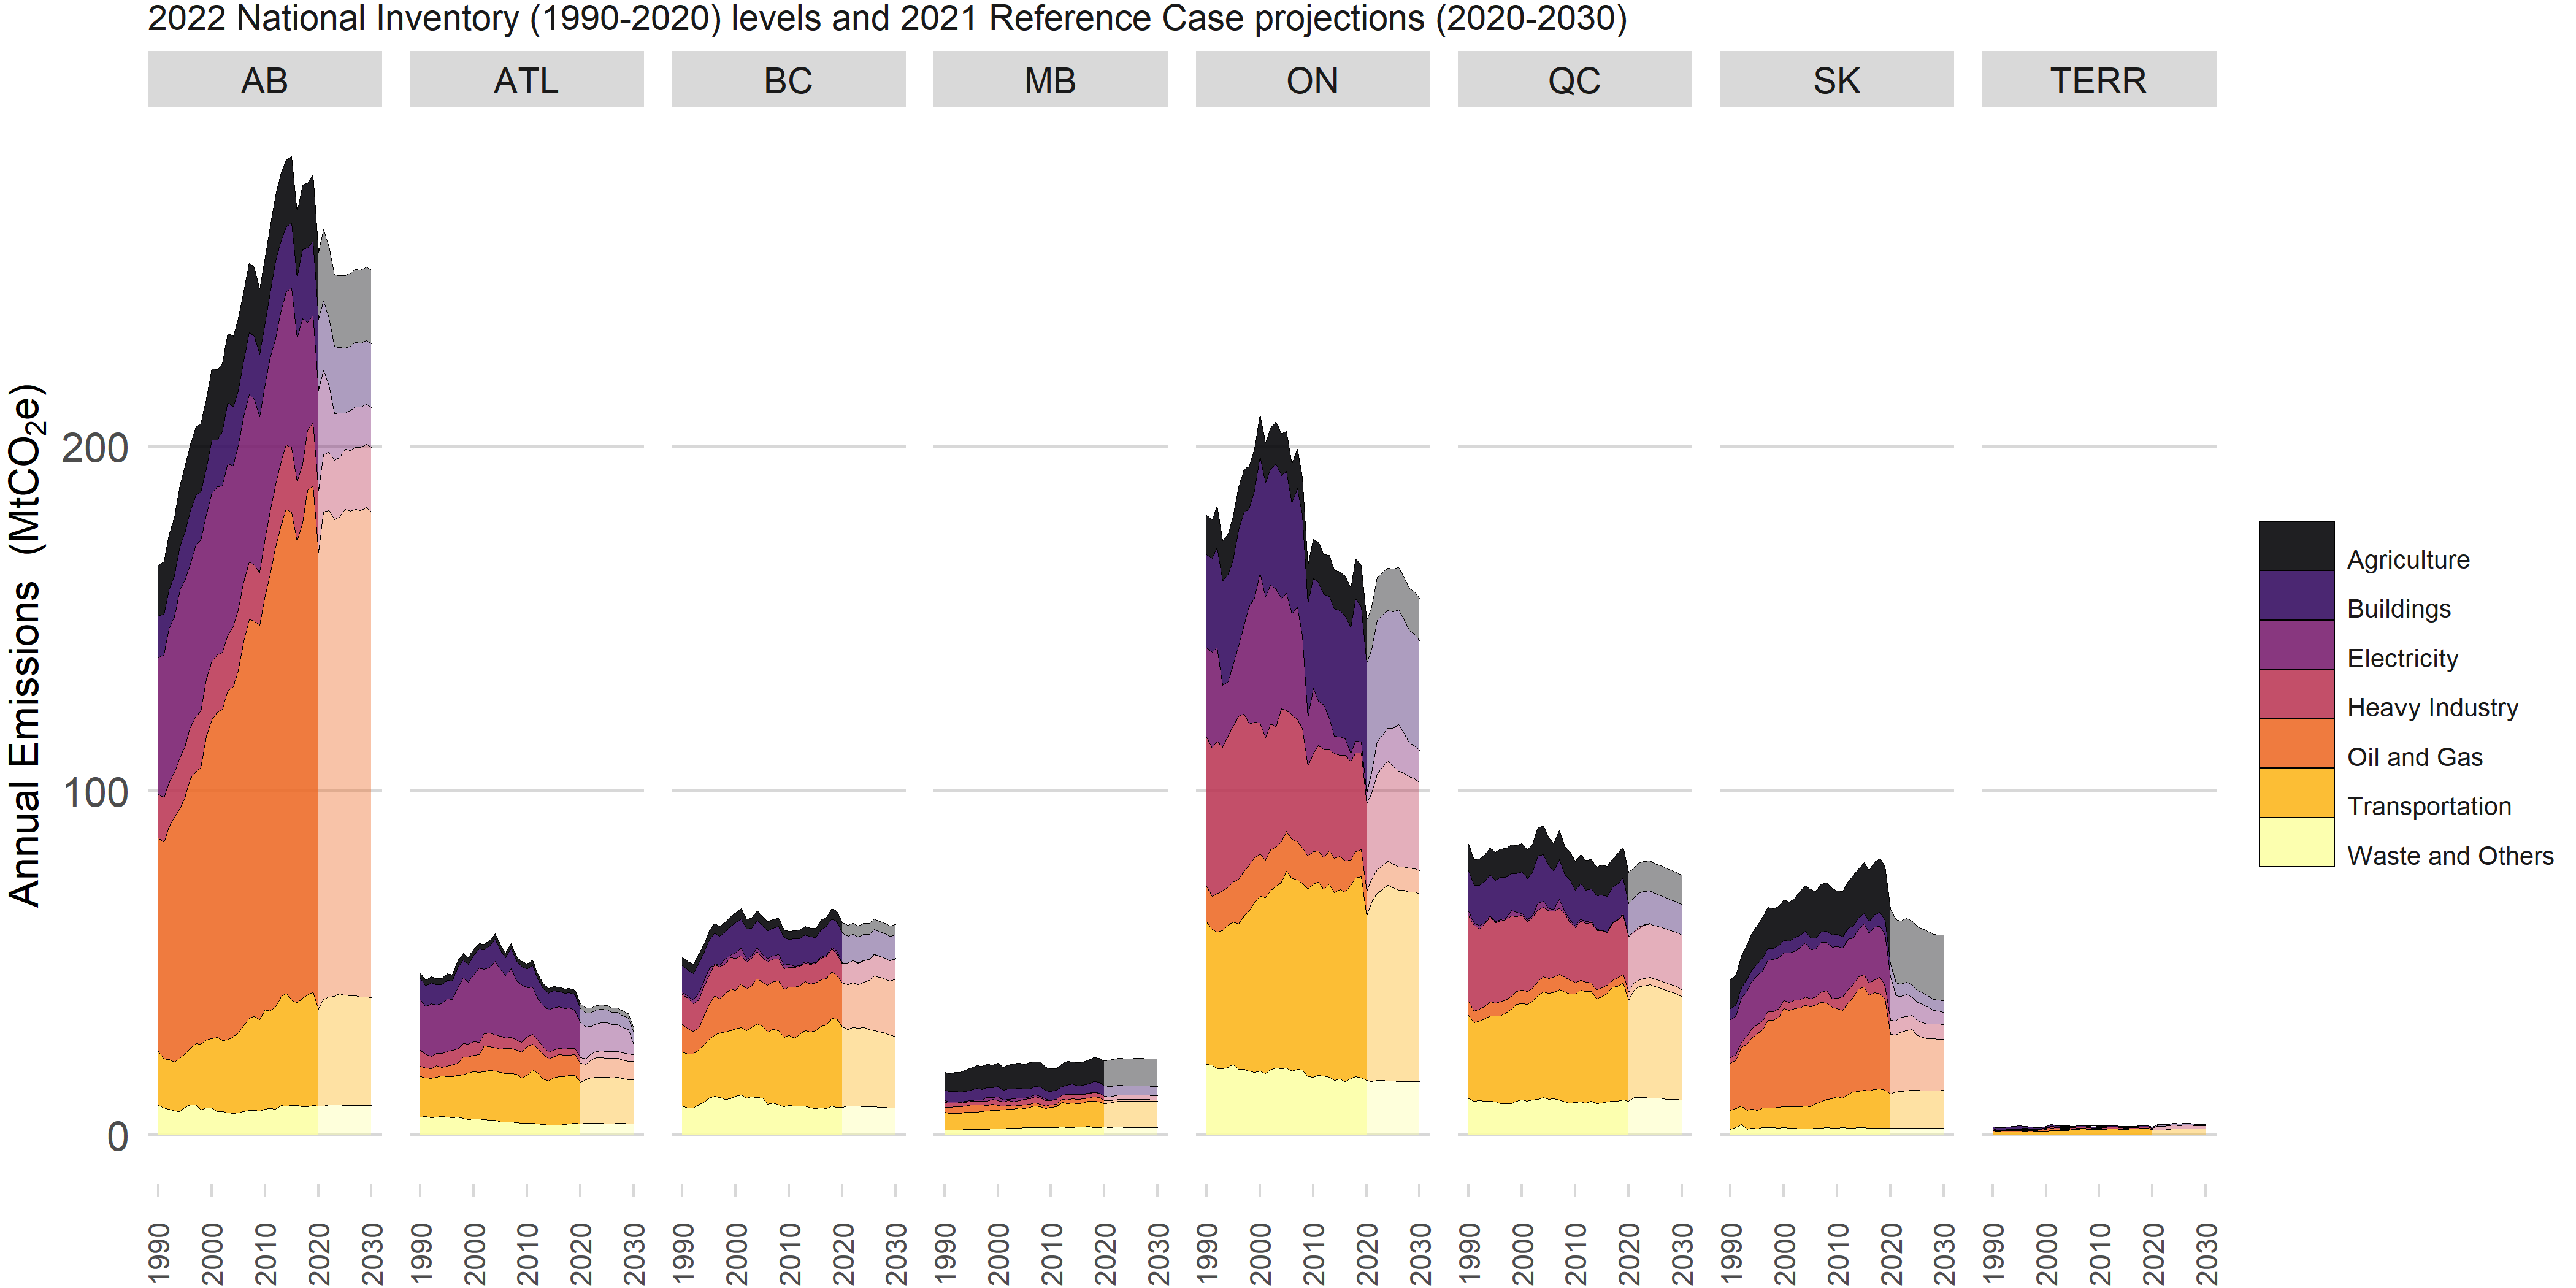 2022 National Inventory (1990-2020) levels and 2021 Reference Case projections (2020-2030)
AB ATL BC MB ON QC SK TERR
Annual Emissions (MtCO₂e)
200
100
0
1990 2000 2010 2020 2030 1990 2000 2010 2020 2030 1990 2000 2010 2020 2030 1990 2000 2010 2020 2030 1990 2000 2010 2020 2030 1990 2000 2010 2020 2030 1990 2000 2010 2020 2030 1990 2000 2010 2020 2030
Agriculture
Buildings
Electricity
Heavy Industry
Oil and Gas
Transportation
Waste and Others